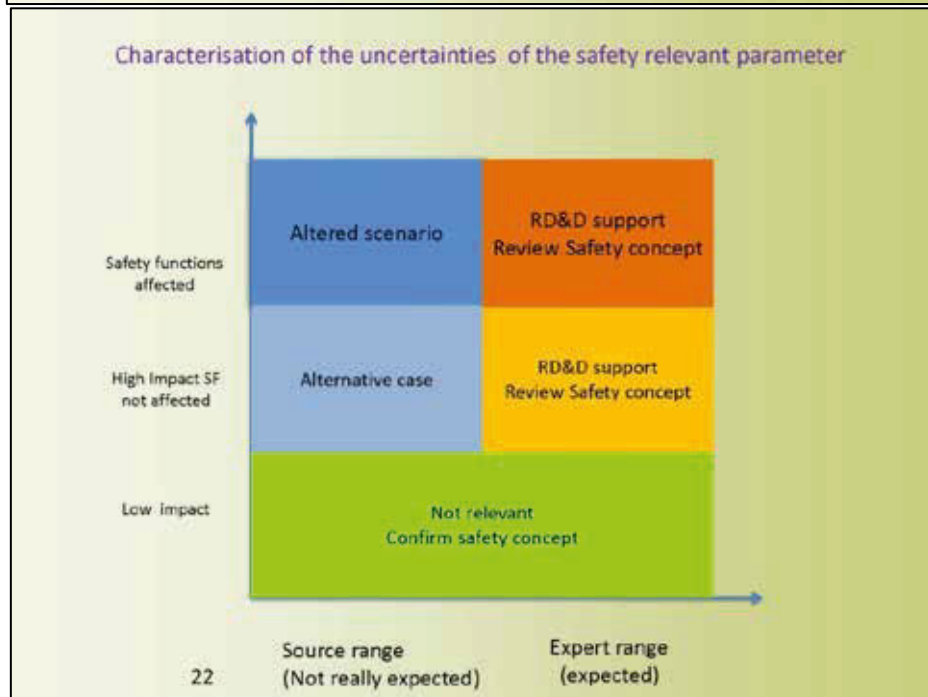 Characterisation of the uncertainties of the safety relevant parameter
Altered scenario
RD&D support
Review Safety concept
Safety functions
affected
High Impact SF
not affected
Alternative case
RD&D support
Review Safety concept
Low impact
Not relevant
Confirm safety concept
Source range
(Not really expected)
Expert range
(expected)
22